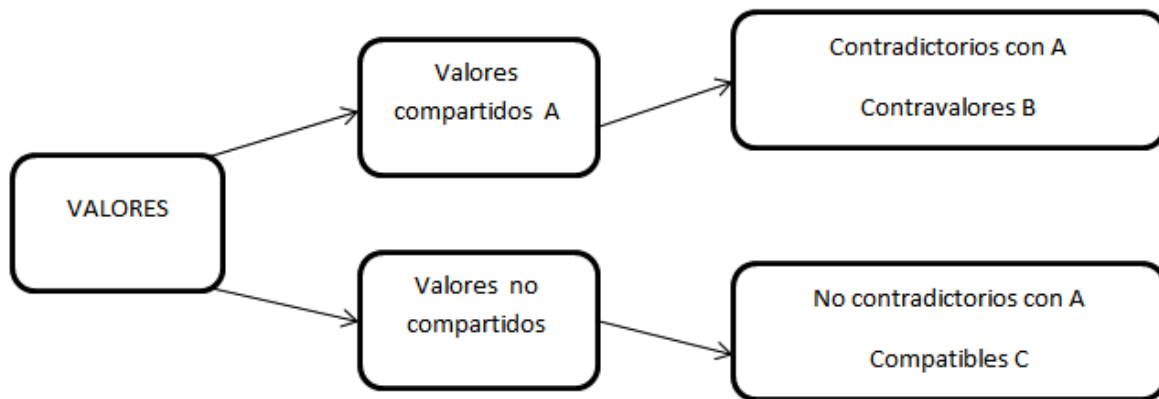 VALORES
Valores
compartidos A
Contradictorios con A
Contravalores B
Valores no
compartidos
No contradictorios con A
Compatibles C